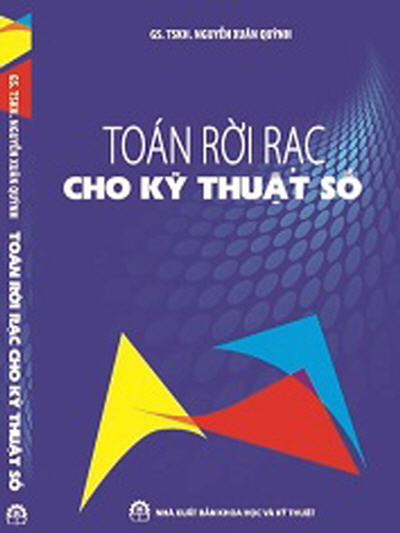 GS. TSKH. NGUYỄN XUÂN QUỲNH
TOÁN RỜI RẠC
CHO KỸ THUẬT SỐ
NHÀ XUẤT BẢN KHOA HỌC VÀ KỸ THUẬT
GS. TSKH. NGUYỄN XUÂN QUỲNH
TOÁN RỜI RẠC CHO KỸ THUẬT SỐ